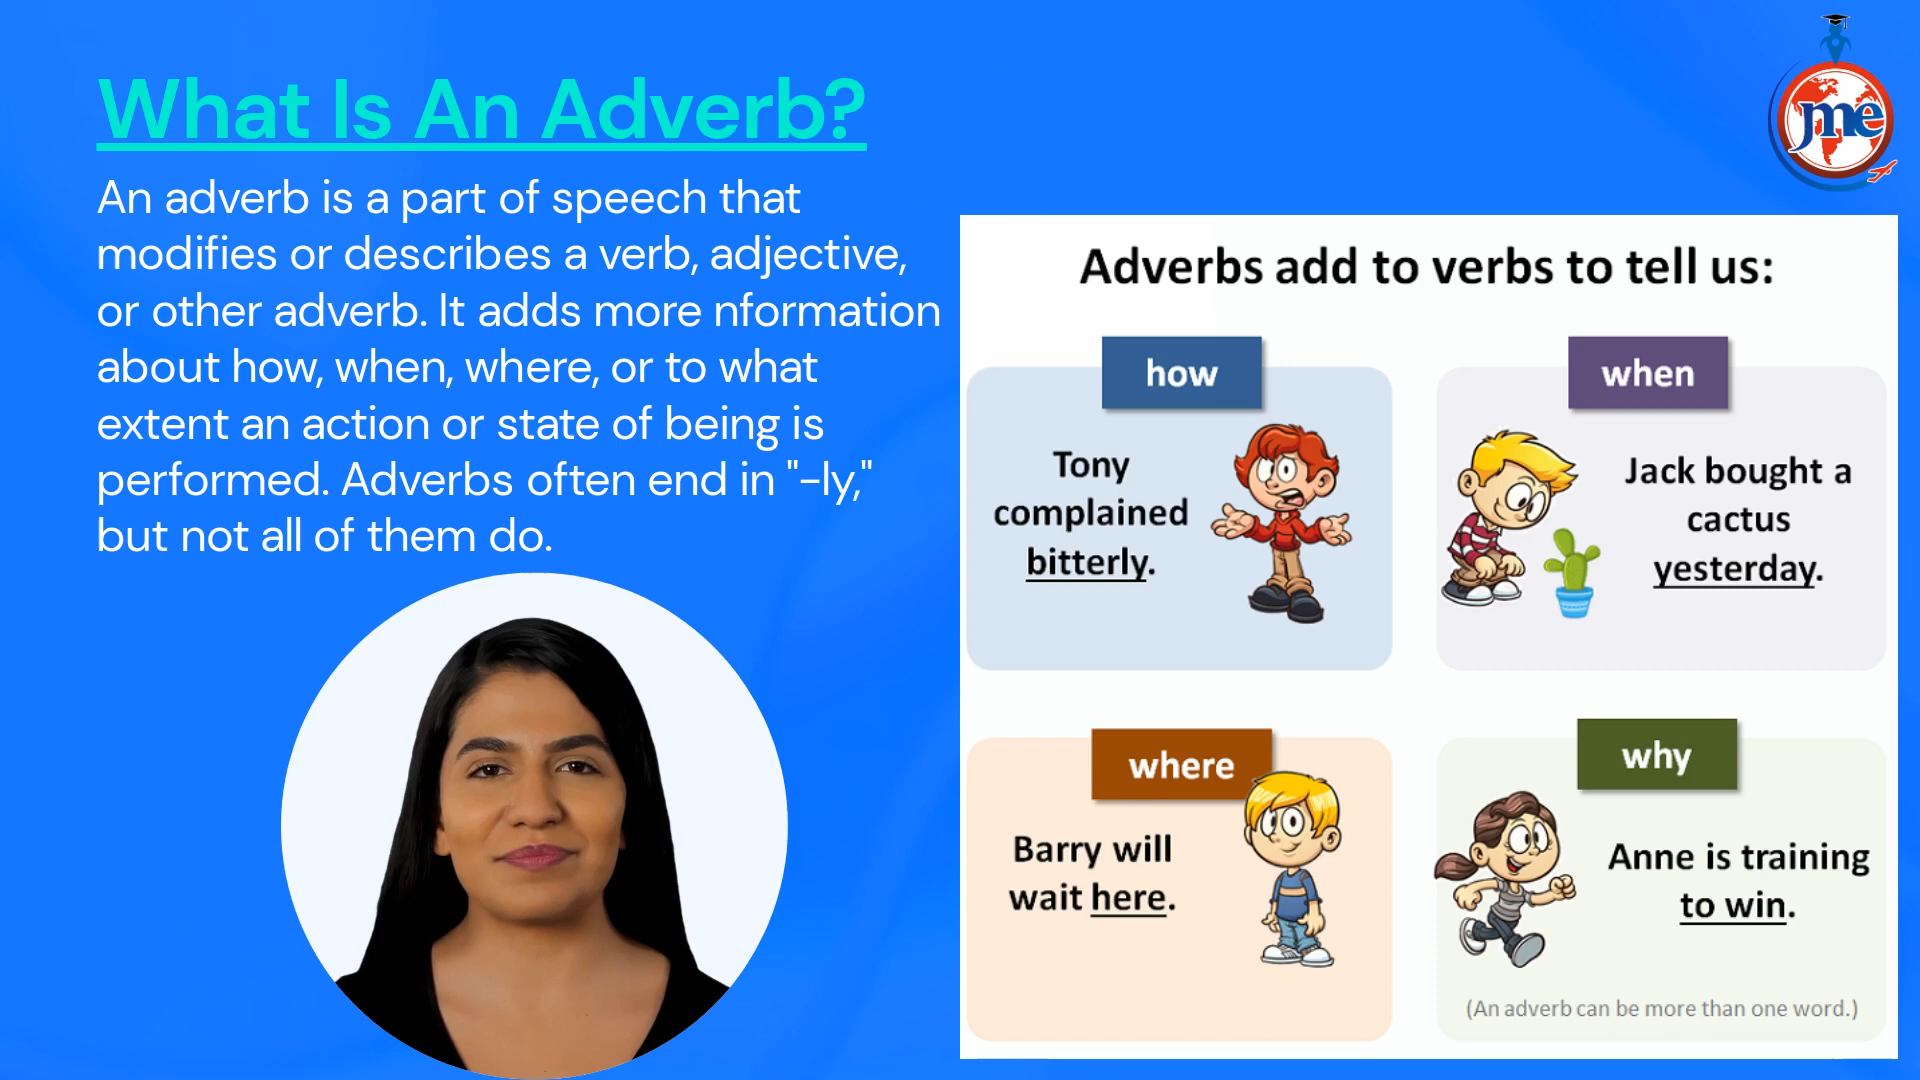 What Is An Adverb?
An adverb is a part of speech that
modifies or describes a verb, adjective,
or other adverb. It adds more nformation
about how, when, where, or to what
extent an action or state of being is
performed. Adverbs often end in "-ly,"
but not all of them do.
jme
Adverbs add to verbs to tell us:
how
Tony
complained
bitterly.
when
Jack bought a
cactus
yesterday.
where
Barry will
wait here.
why
Anne is training
to win.
(An adverb can be more than one word.)